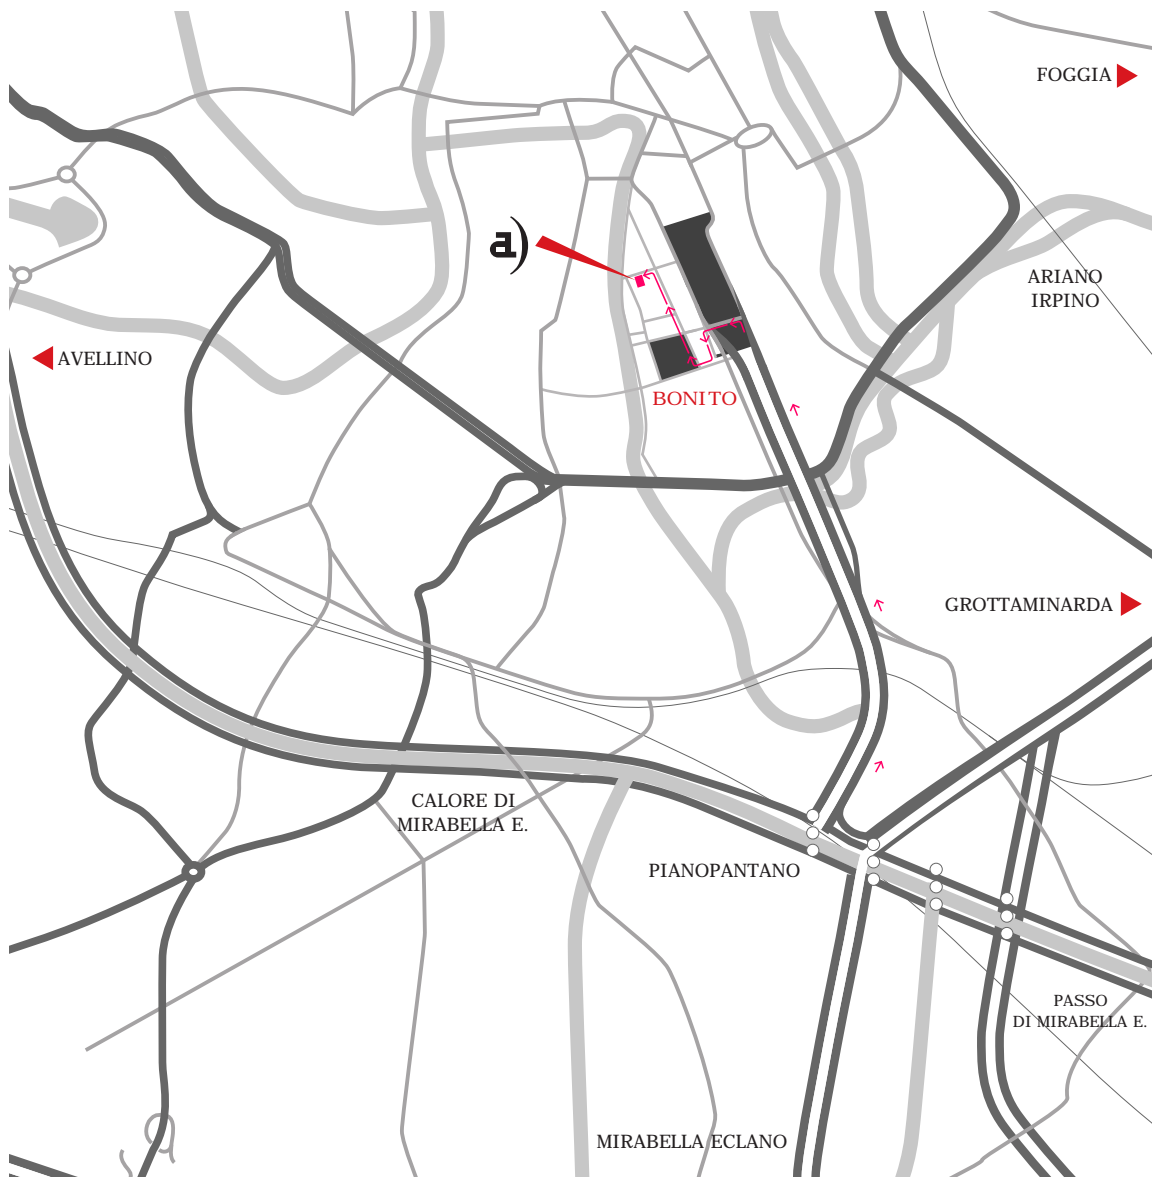 FOGGIA
a)
ARIANO
IRPINO
AVELLINO
BONITO
GROTTAMINARDA
CALORE DI
MIRABELLA E.
PIANOPANTANO
PASSO
DI MIRABELLA E.
MIRABELLA ECLANO